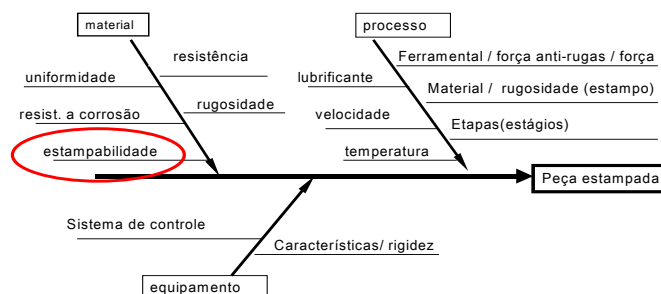 material
processo
resistência
Ferramental / força anti-rugas / força
uniformidade
lubrificante
Material / rugosidade (estampo)
rugosidade
resist. a corrosão
velocidade
Etapas(estágios)
estampabilidade
temperatura
Peça estampada
Sistema de controle
Características/ rigidez
equipamento